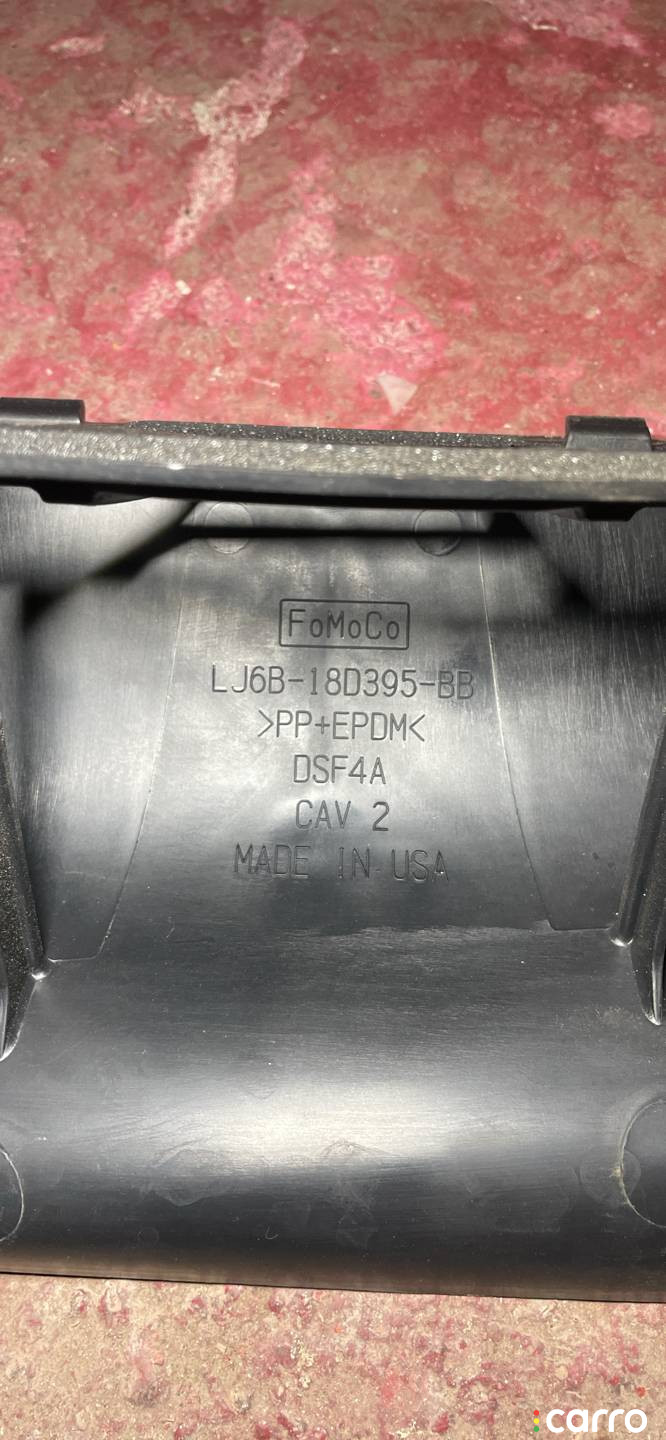 FoMoCo
LJ6B-18D395-BB
>PP+EPDM<
DSF4A
CAV 2
MADE IN USA
carro